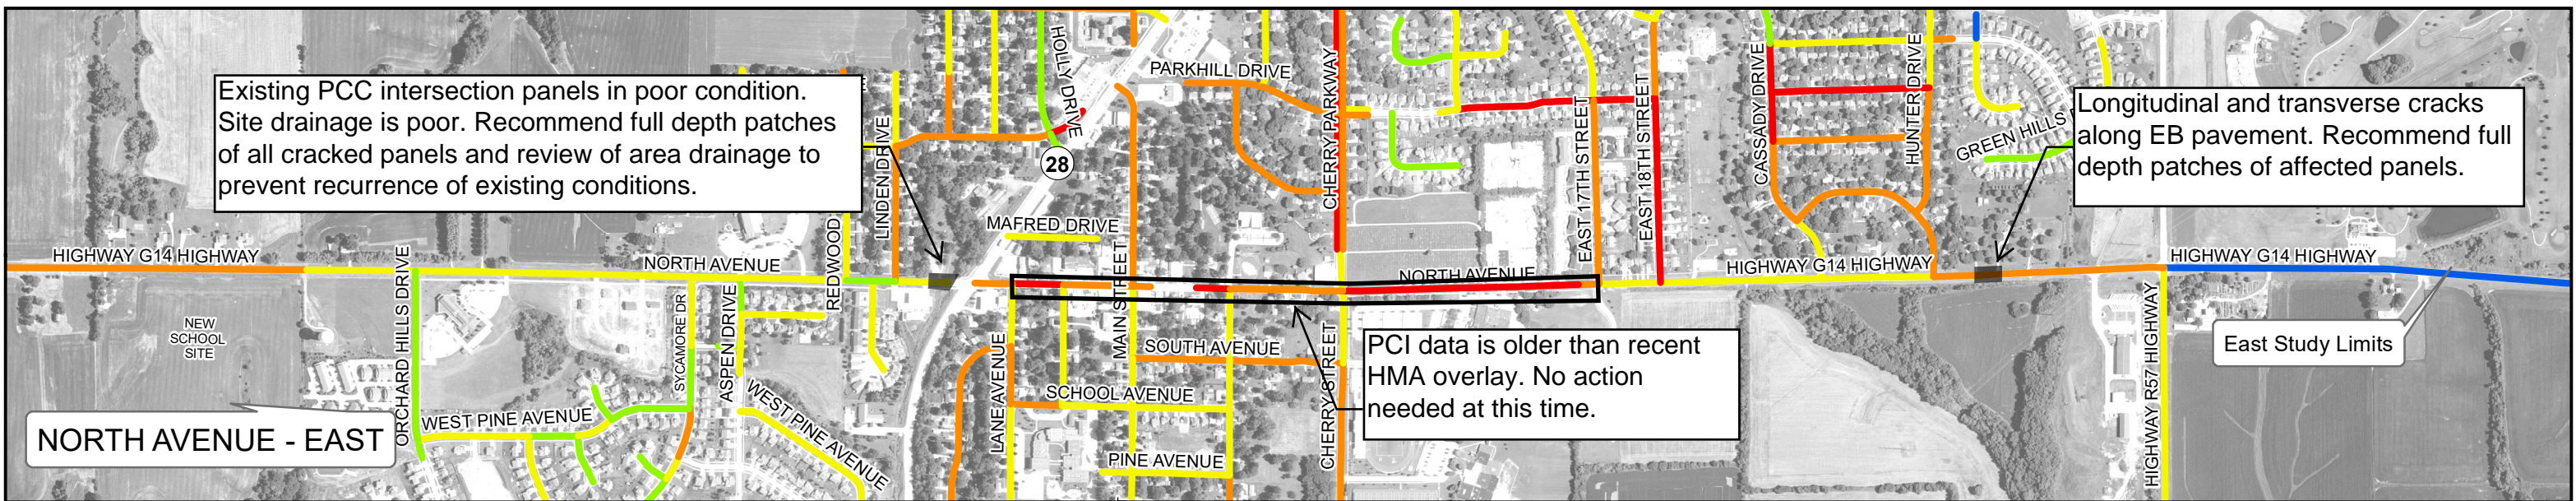 Existing PCC intersection panels in poor condition.
Site drainage is poor. Recommend full depth patches
of all cracked panels and review of area drainage to
prevent recurrence of existing conditions.
Longitudinal and transverse cracks
along EB pavement. Recommend full
depth patches of affected panels.
PCI data is older than recent
HMA overlay. No action
needed at this time.
HOLLY DRIVE
PARKHILL DRIVE
CHERRY PARKWAY
EAST 17TH STREET
EAST 18TH STREET
CASSADY DRIVE
HUNTER DRIVE
GREEN HILLS
LINDEN DRIVE
28
MAFRED DRIVE
REDWOOD
HIGHWAY G14 HIGHWAY
NORTH AVENUE
MAIN STREET
NORTH AVENUE
HIGHWAY G14 HIGHWAY
HIGHWAY G14 HIGHWAY
ORCHARD HILLS DRIVE
NEW
SCHOOL
SITE
SYCAMORE DR
ASPEN DRIVE
LANE AVENUE
SOUTH AVENUE
CHERRY STREET
SCHOOL AVENUE
WEST PINE AVENUE
WEST PINE AVENUE
PINE AVENUE
HIGHWAY R57 HIGHWAY
East Study Limits
NORTH AVENUE - EAST